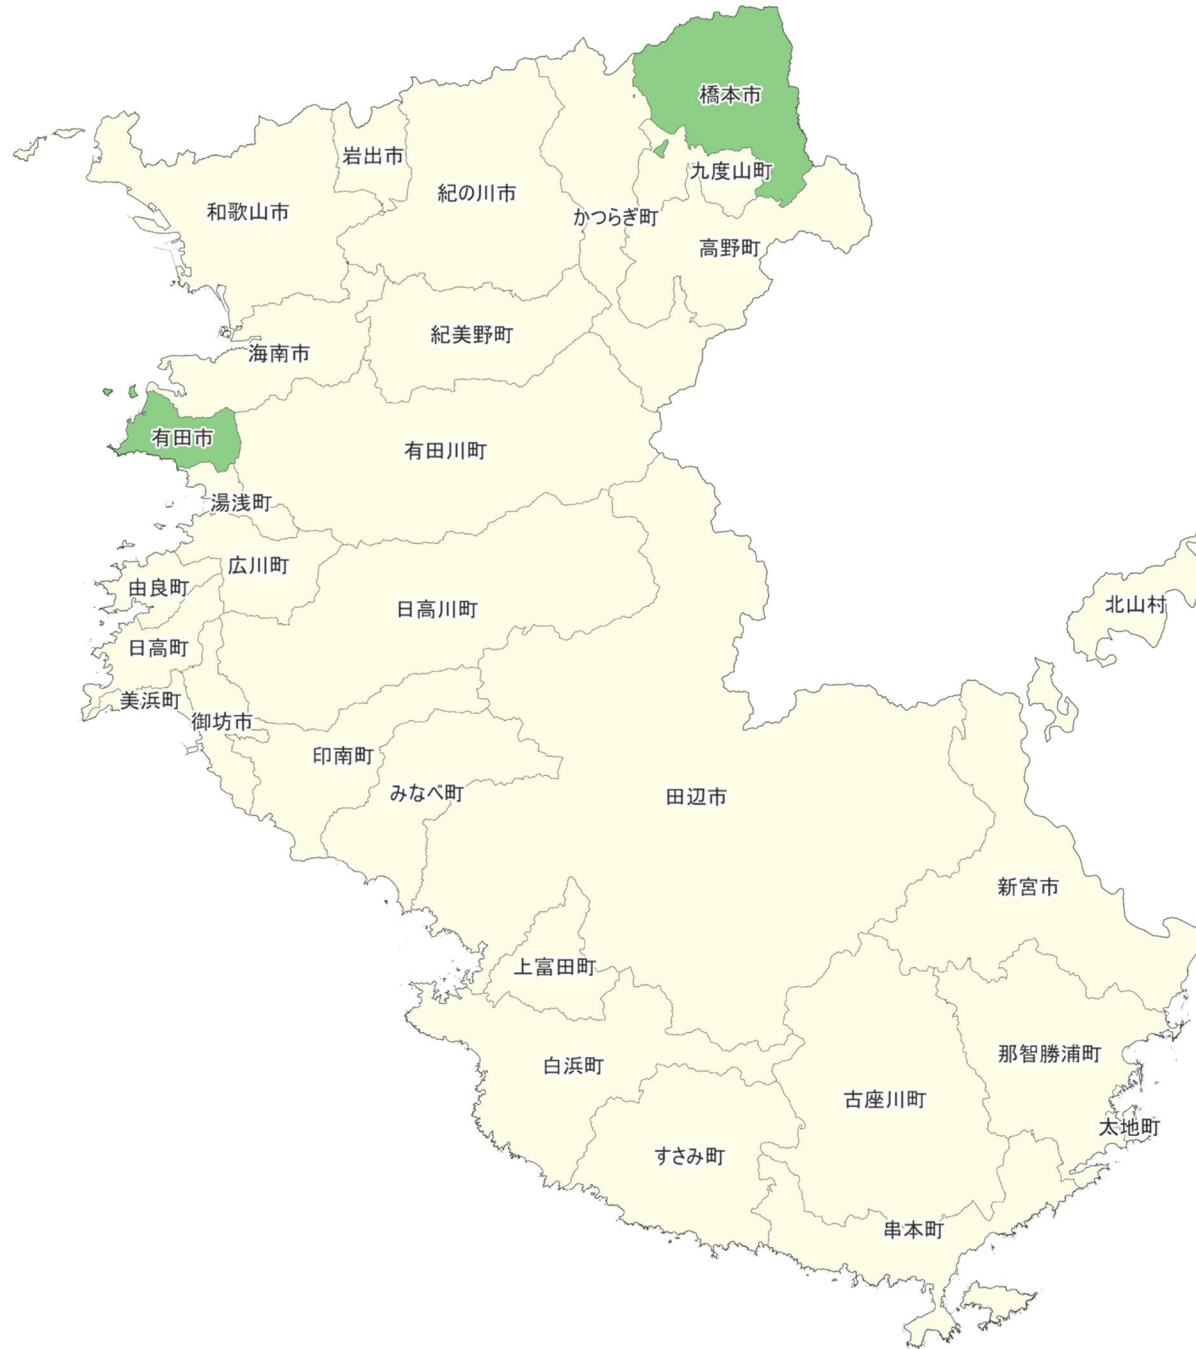 橋本市
岩出市
九度山町
紀の川市
和歌山市
かつらぎ町
高野町
紀美野町
海南市
有田市
有田川町
湯浅町
広川町
由良町
北山村
日高川町
日高町
美浜町
御坊市
印南町
みなべ町
田辺市
新宮市
上富田町
那智勝浦町
白浜町
古座川町
太地町
すさみ町
串本町